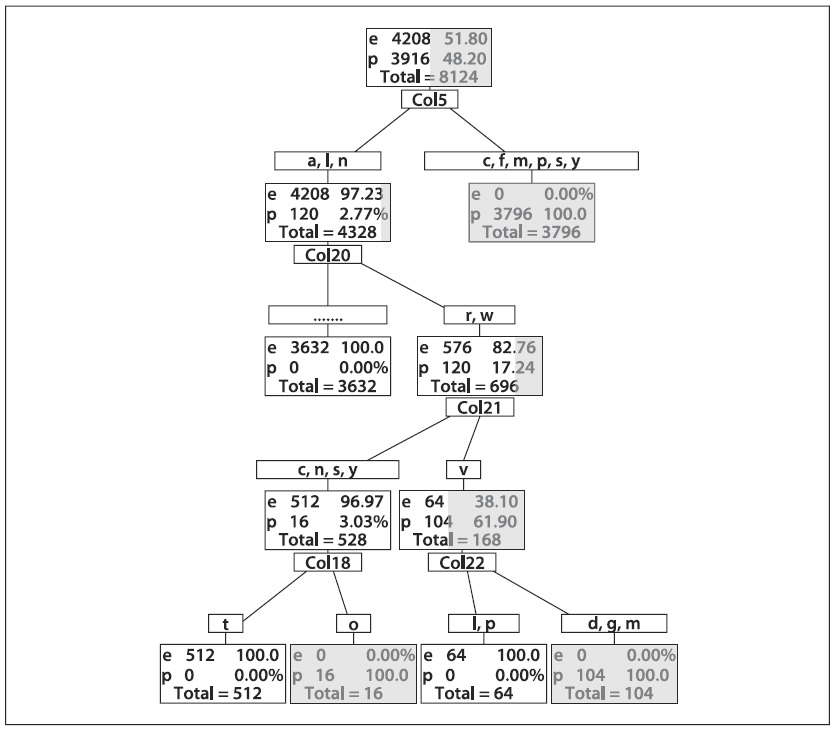 e 4208 51.80
p 3916 48.20
Total = 8124
Col5
a, l, n
c, f, m, p, s, y
e 4208 97.23
p 120 2.77%
Total = 4328
e 0 0.00%
p 3796 100.0
Total = 3796
Col20
.......
r, w
e 3632 100.0
p 0 0.00%
Total = 3632
e 576 82.76
p 120 17.24
Total = 696
Col21
c, n, s, y
v
e 512 96.97
p 16 3.03%
Total = 528
e 64 38.10
p 104 61.90
Total = 168
Col18
Col22
t
o
l, p
d, g, m
e 512 100.0
p 0 0.00%
Total = 512
e 0 0.00%
p 16 100.0
Total = 16
e 64 100.0
p 0 0.00%
Total = 64
e 0 0.00%
p 104 100.0
Total = 104